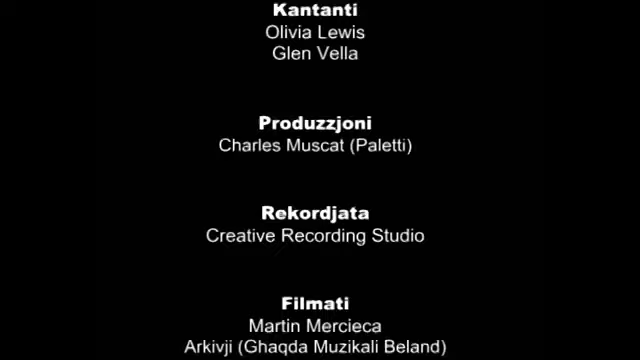 Kantanti
Olivia Lewis
Glen Vella
Produzzjoni
Charles Muscat (Paletti)
Rekordjata
Creative Recording Studio
Filmati
Martin Mercieca
Arkivji (Ghaqda Muzikali Beland)